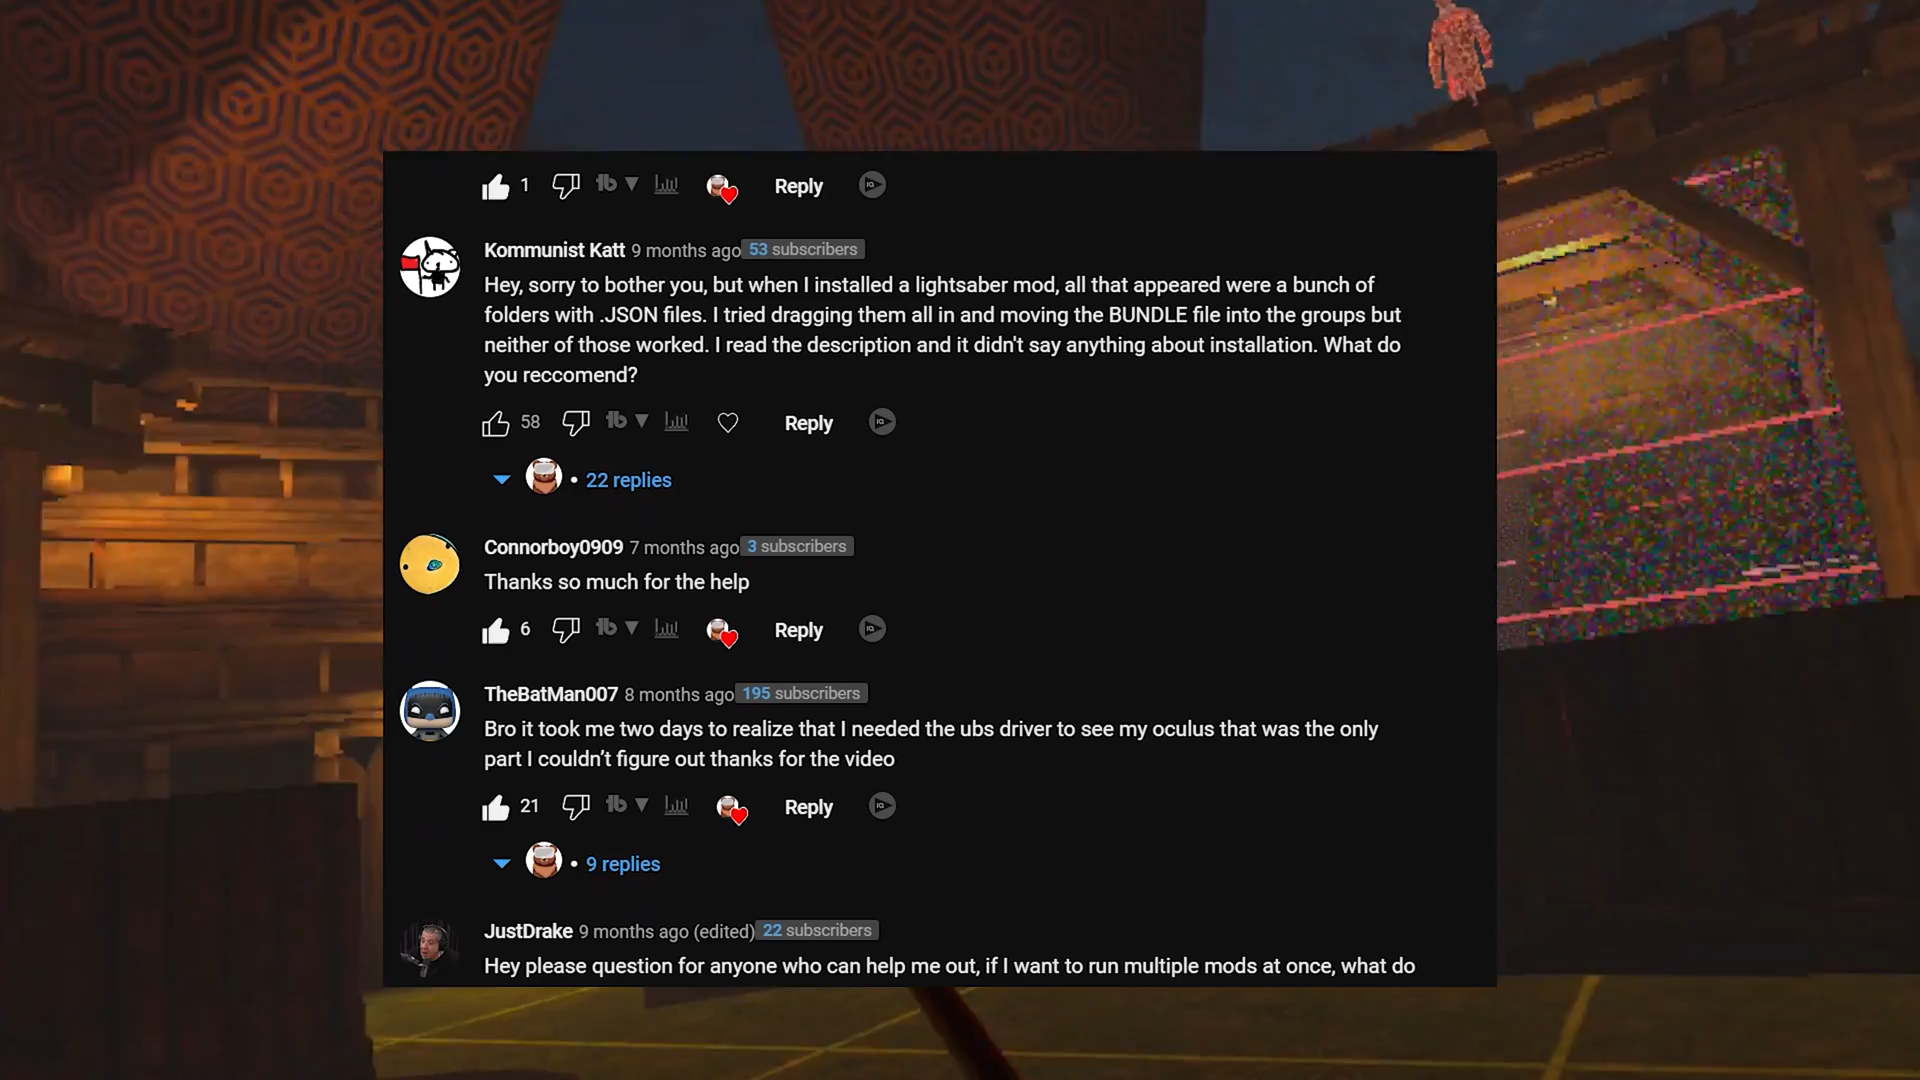 1 Reply
Kommunist Katt 9 months ago 53 subscribers
Hey, sorry to bother you, but when I installed a lightsaber mod, all that appeared were a bunch of
folders with .JSON files. I tried dragging them all in and moving the BUNDLE file into the groups but
neither of those worked. I read the description and it didn't say anything about installation. What do
you reccomend?
58 Reply
• 22 replies
Connorboy0909 7 months ago 3 subscribers
Thanks so much for the help
6 Reply
TheBatMan007 8 months ago 195 subscribers
Bro it took me two days to realize that I needed the ubs driver to see my oculus that was the only
part I couldn’t figure out thanks for the video
21 Reply
• 9 replies
JustDrake 9 months ago (edited) 22 subscribers
Hey please question for anyone who can help me out, if I want to run multiple mods at once, what do